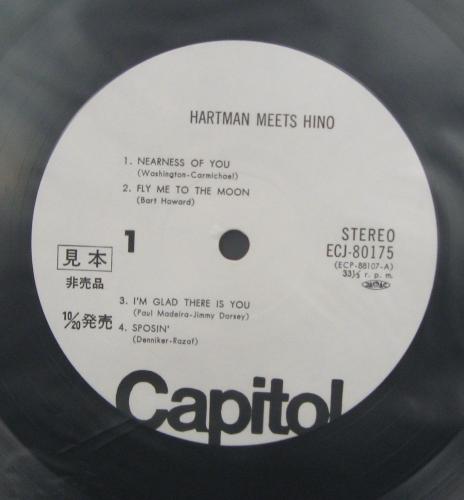 HARTMAN MEETS HINO
1. NEARNESS OF YOU
(Washington-Carmichael)
2. FLY ME TO THE MOON
(Bart Howard)
1
STEREO
ECJ-80175
(ECP-88107-A)
33⅓ r. p. m.
見本
非売品
10/20発売
3. I'M GLAD THERE IS YOU
(Paul Madeira-Jimmy Dorsey)
4. SPOSIN'
(Denniker-Razaf)
Capitol